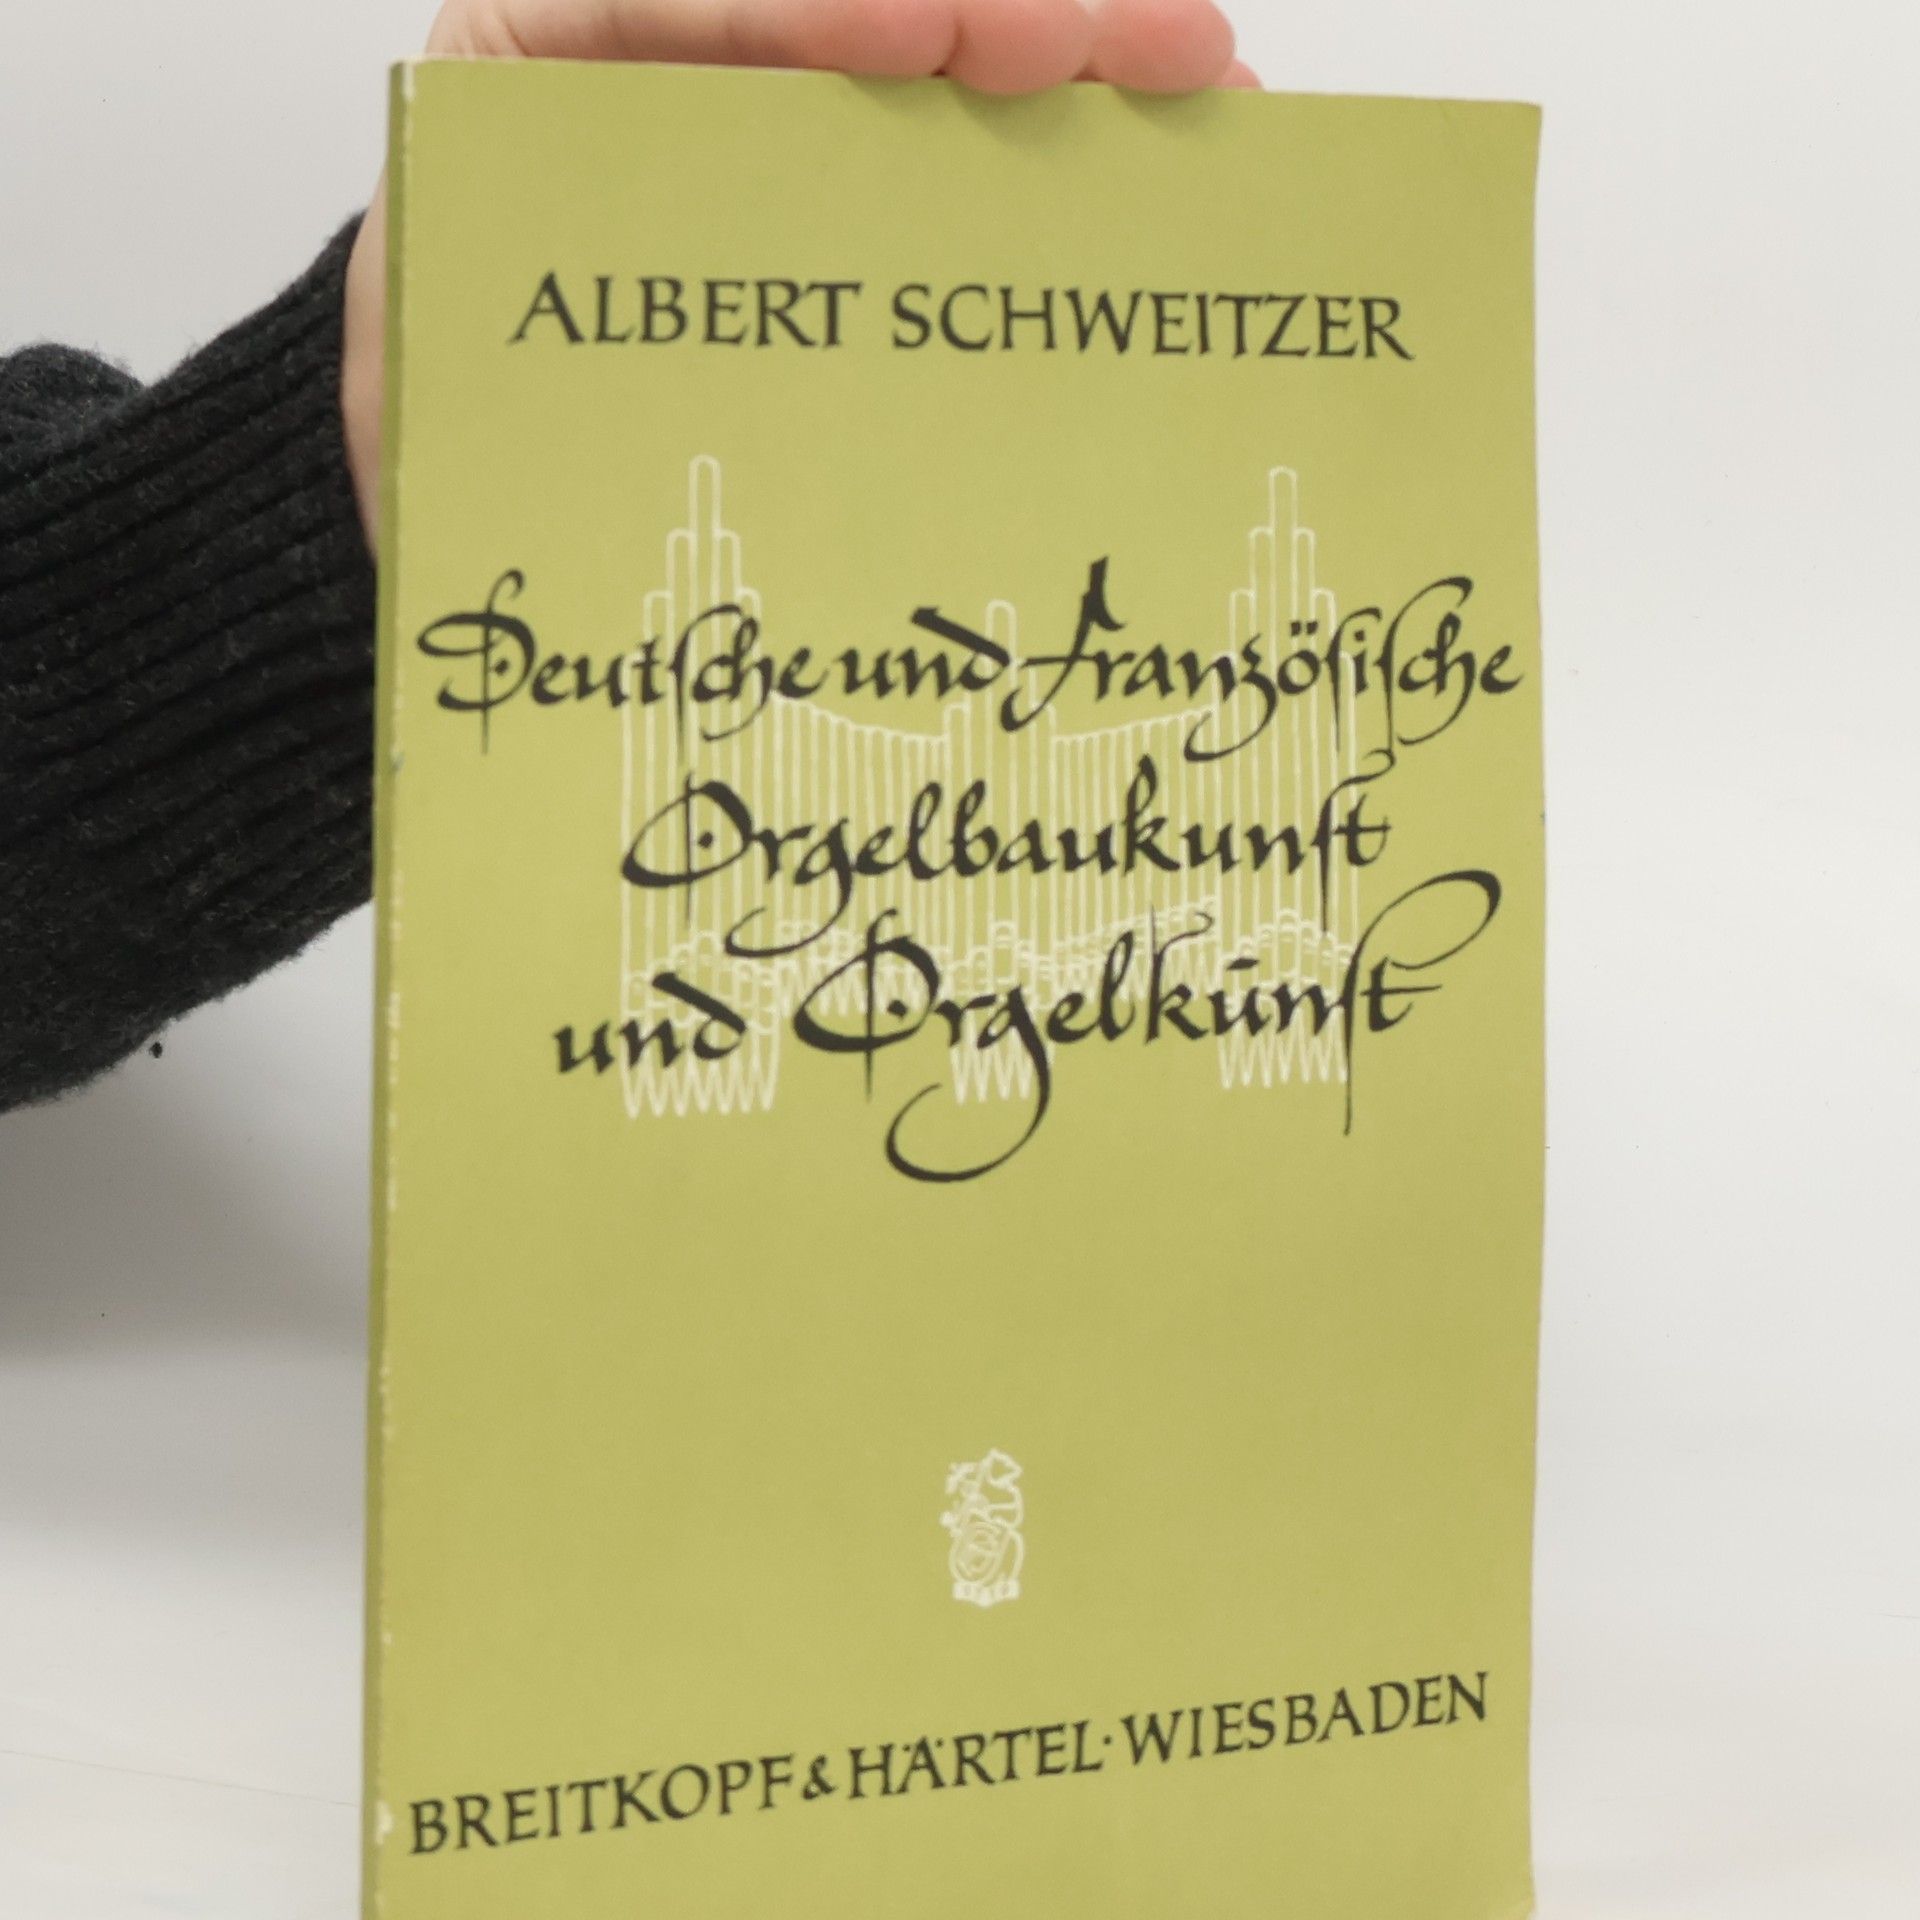 ALBERT SCHWEITZER
Deutſche und franzöſiſche
Orgelbaukunſt
und Orgelkunſt
BREITKOPF & HÄRTEL · WIESBADEN